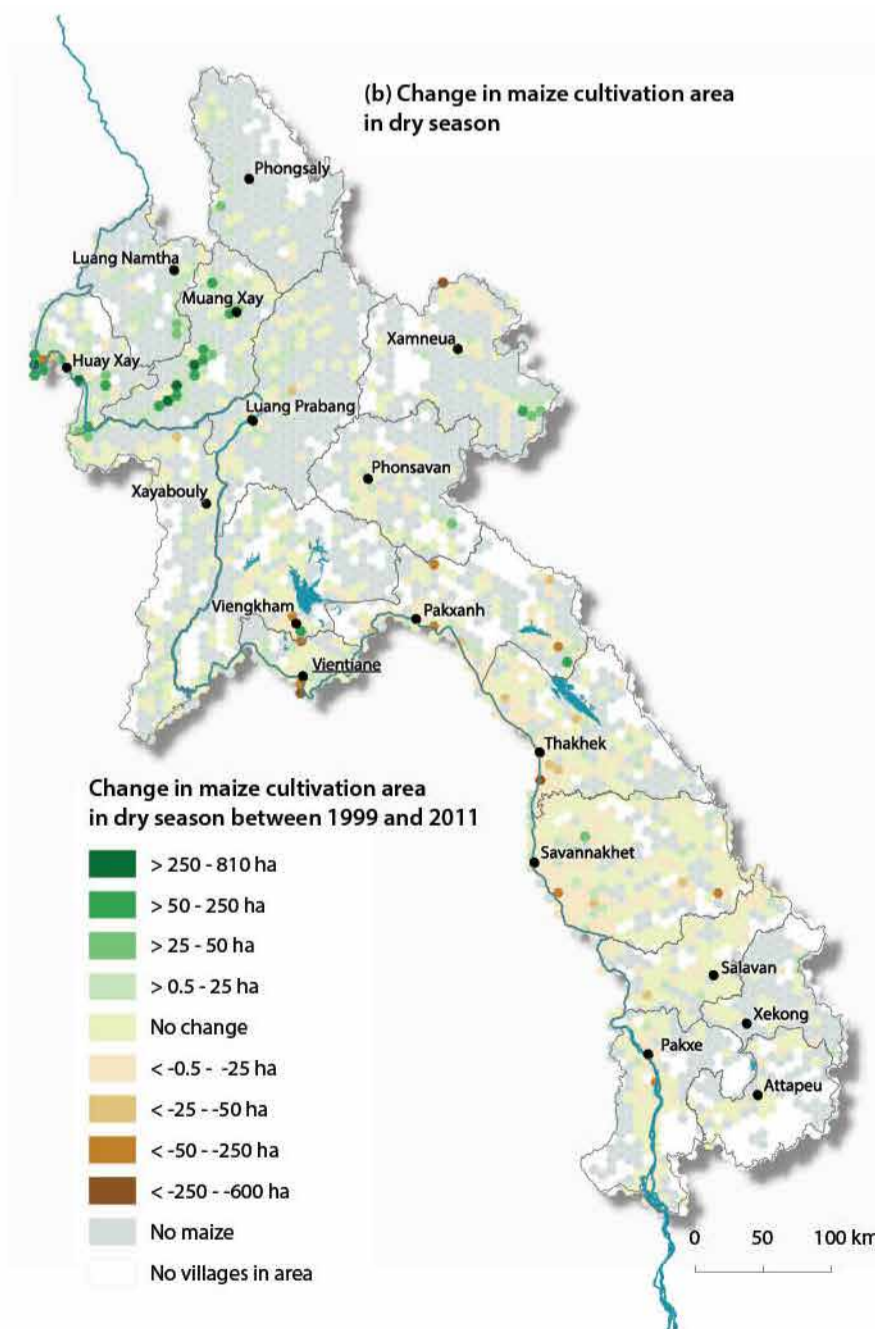 (b) Change in maize cultivation area
in dry season
Phongsaly
Luang Namtha
Muang Xay
Xamneua
Huay Xay
Luang Prabang
Phonsavan
Xayabouly
Viengkham
Pakxanh
Vientiane
Thakhek
Change in maize cultivation area
in dry season between 1999 and 2011
> 250 - 810 ha
Savannakhet
> 50 - 250 ha
> 25 - 50 ha
> 0.5 - 25 ha
Salavan
No change
Xekong
Pakxe
< -0.5 - -25 ha
Attapeu
< -25 - -50 ha
< -50 - -250 ha
< -250 - -600 ha
No maize
0 50 100 km
No villages in area